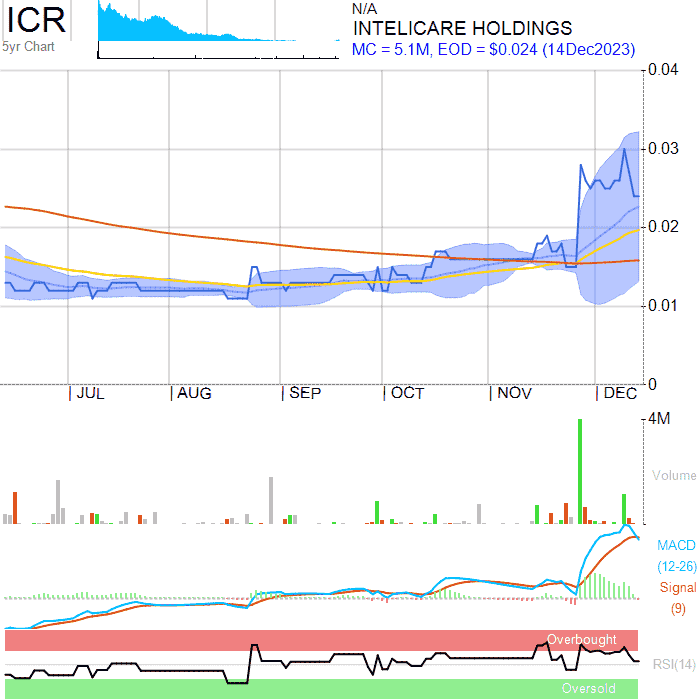 ICR
5yr Chart
N/A
INTELICARE HOLDINGS
MC = 5.1M, EOD = $0.024 (14Dec2023)
0.04
0.03
0.02
0.01
0
| JUL | AUG | SEP | OCT | NOV | DEC
4M
Volume
MACD
(12-26)
Signal
(9)
Overbought
RSI(14)
Oversold